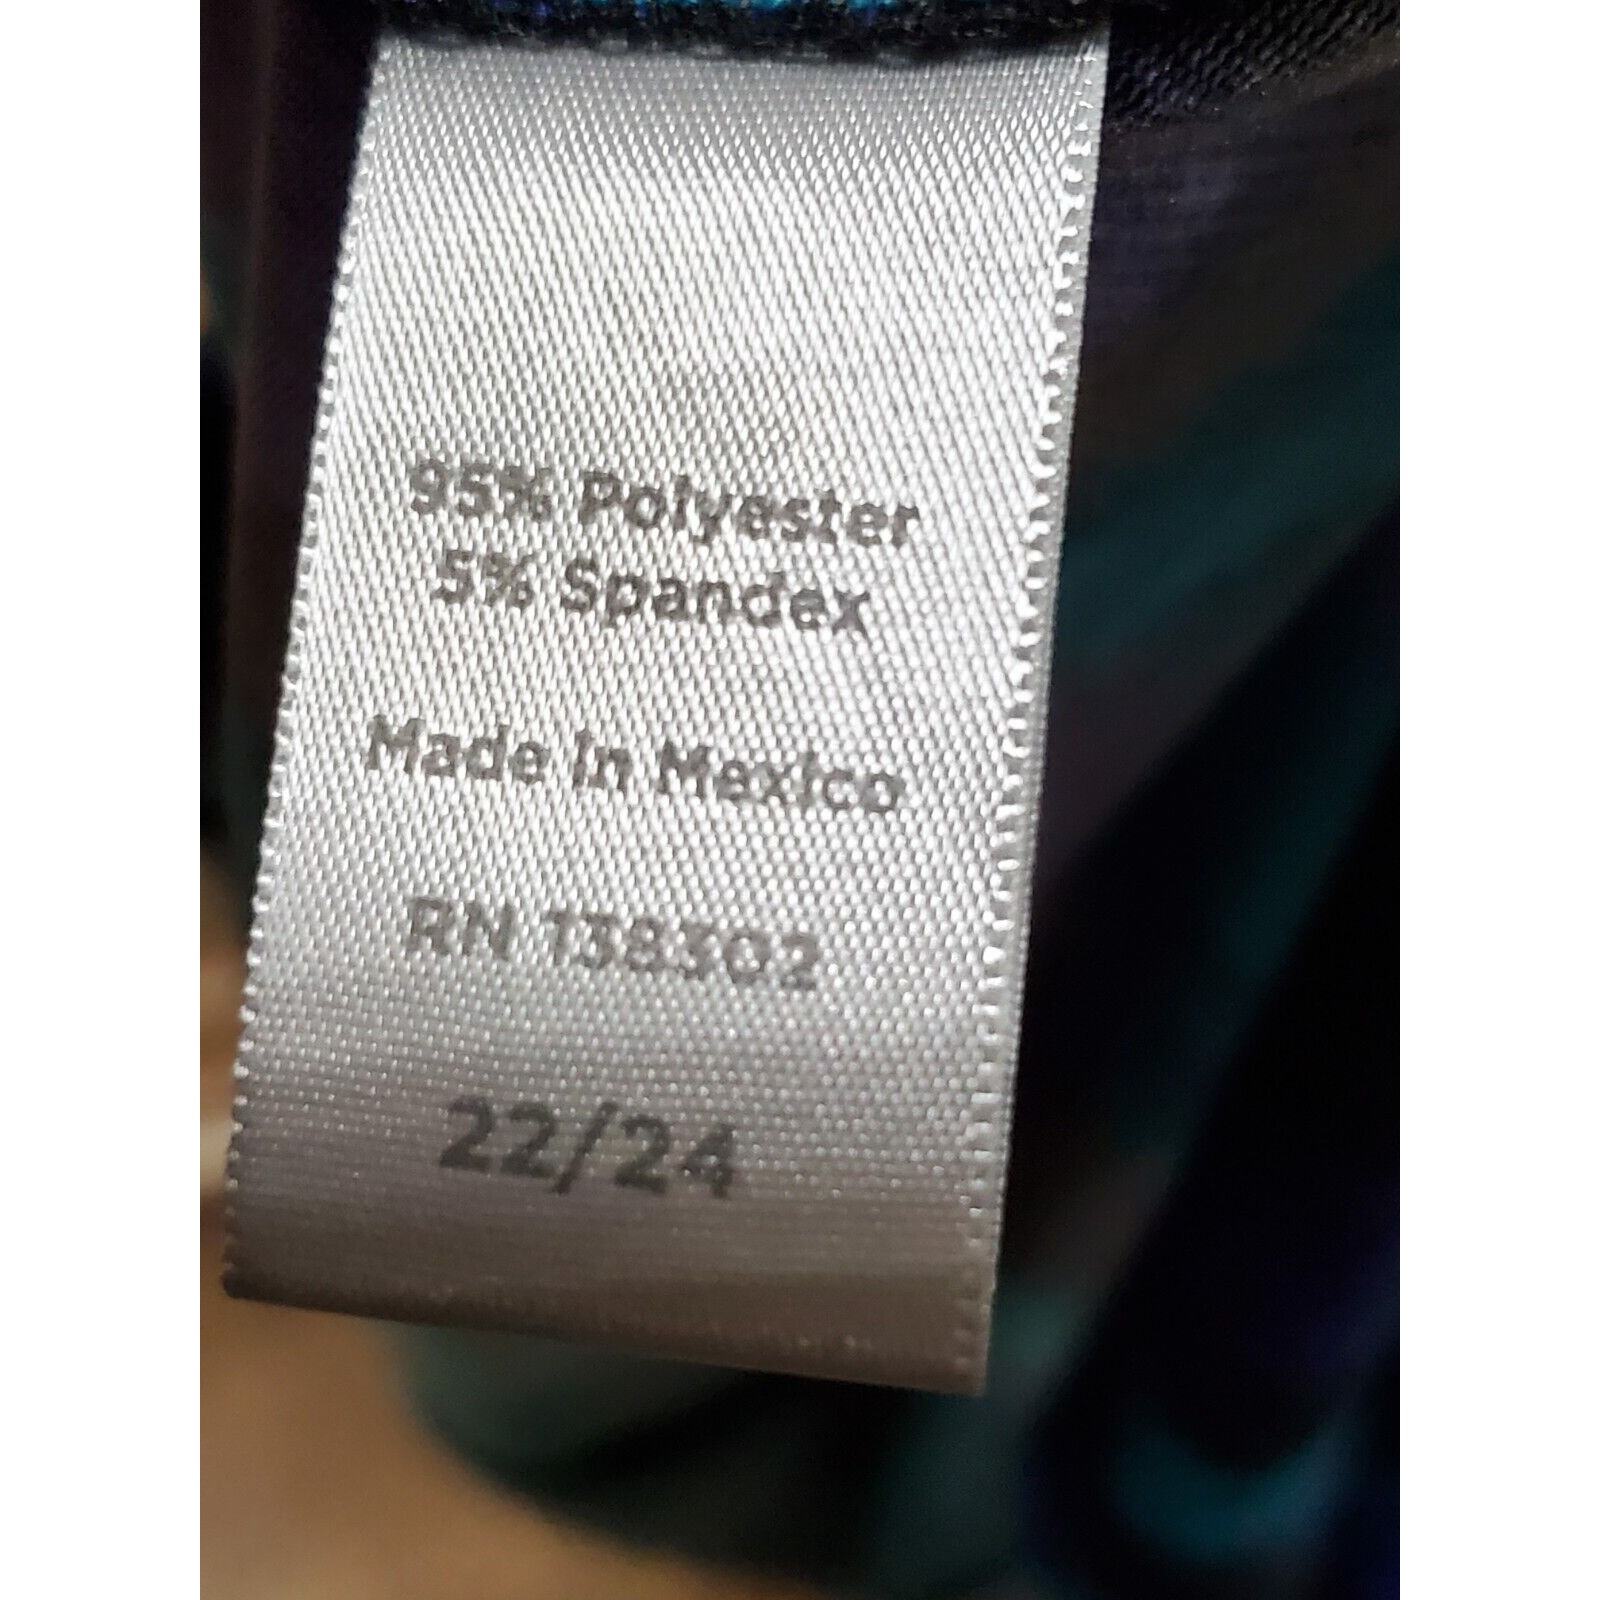 95% Polyester
5% Spandex
Made in Mexico
RN 138302
22/24